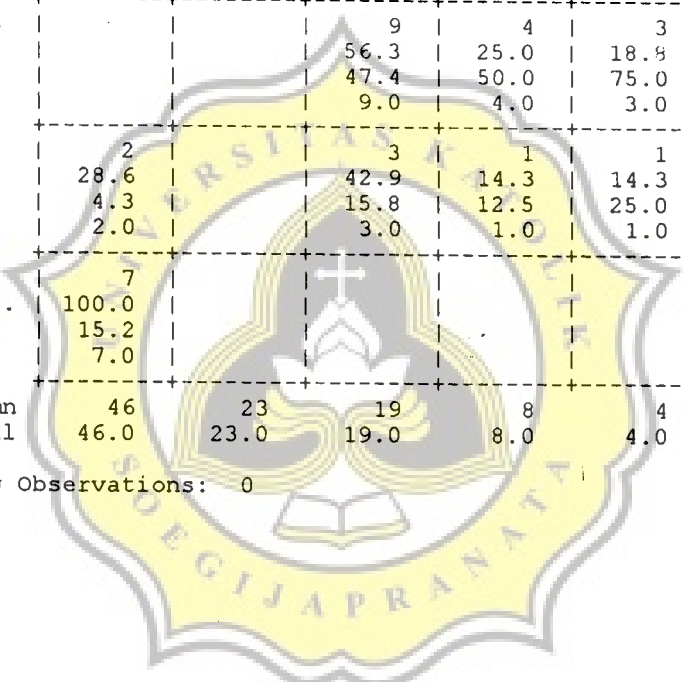 | | | 9 | 4 | 3
| | | 56.3 | 25.0 | 18.8
| | | 47.4 | 50.0 | 75.0
| | | 9.0 | 4.0 | 3.0
| 2 | | 3 | 1 | 1
| 28.6 | | 42.9 | 14.3 | 14.3
| 4.3 | | 15.8 | 12.5 | 25.0
| 2.0 | | 3.0 | 1.0 | 1.0
| 7 | | | |
. | 100.0 | | | |
| 15.2 | | | |
| 7.0 | | | |
46 23 19 8 4
46.0 23.0 19.0 8.0 4.0
Observations: 0
UNIVERSITAS KATOLIK
SOEGIJAPRANATA